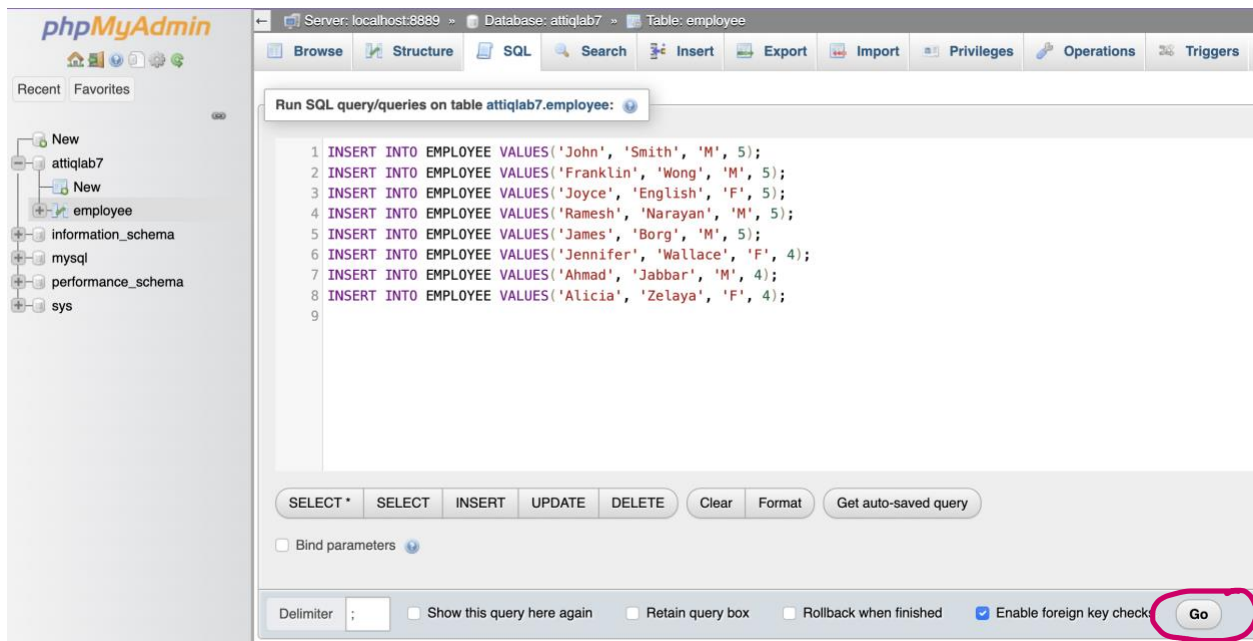 phpMyAdmin
Recent Favorites
New
attiqlab7
New
employee
information_schema
mysql
performance_schema
sys
Server: localhost:8889 » Database: attiqlab7 » Table: employee
Browse Structure SQL Search Insert Export Import Privileges Operations Triggers
Run SQL query/queries on table attiqlab7.employee:
1 INSERT INTO EMPLOYEE VALUES('John', 'Smith', 'M', 5);
2 INSERT INTO EMPLOYEE VALUES('Franklin', 'Wong', 'M', 5);
3 INSERT INTO EMPLOYEE VALUES('Joyce', 'English', 'F', 5);
4 INSERT INTO EMPLOYEE VALUES('Ramesh', 'Narayan', 'M', 5);
5 INSERT INTO EMPLOYEE VALUES('James', 'Borg', 'M', 5);
6 INSERT INTO EMPLOYEE VALUES('Jennifer', 'Wallace', 'F', 4);
7 INSERT INTO EMPLOYEE VALUES('Ahmad', 'Jabbar', 'M', 4);
8 INSERT INTO EMPLOYEE VALUES('Alicia', 'Zelaya', 'F', 4);
9
SELECT * SELECT INSERT UPDATE DELETE Clear Format Get auto-saved query
Bind parameters
Delimiter ; Show this query here again Retain query box Rollback when finished Enable foreign key checks Go